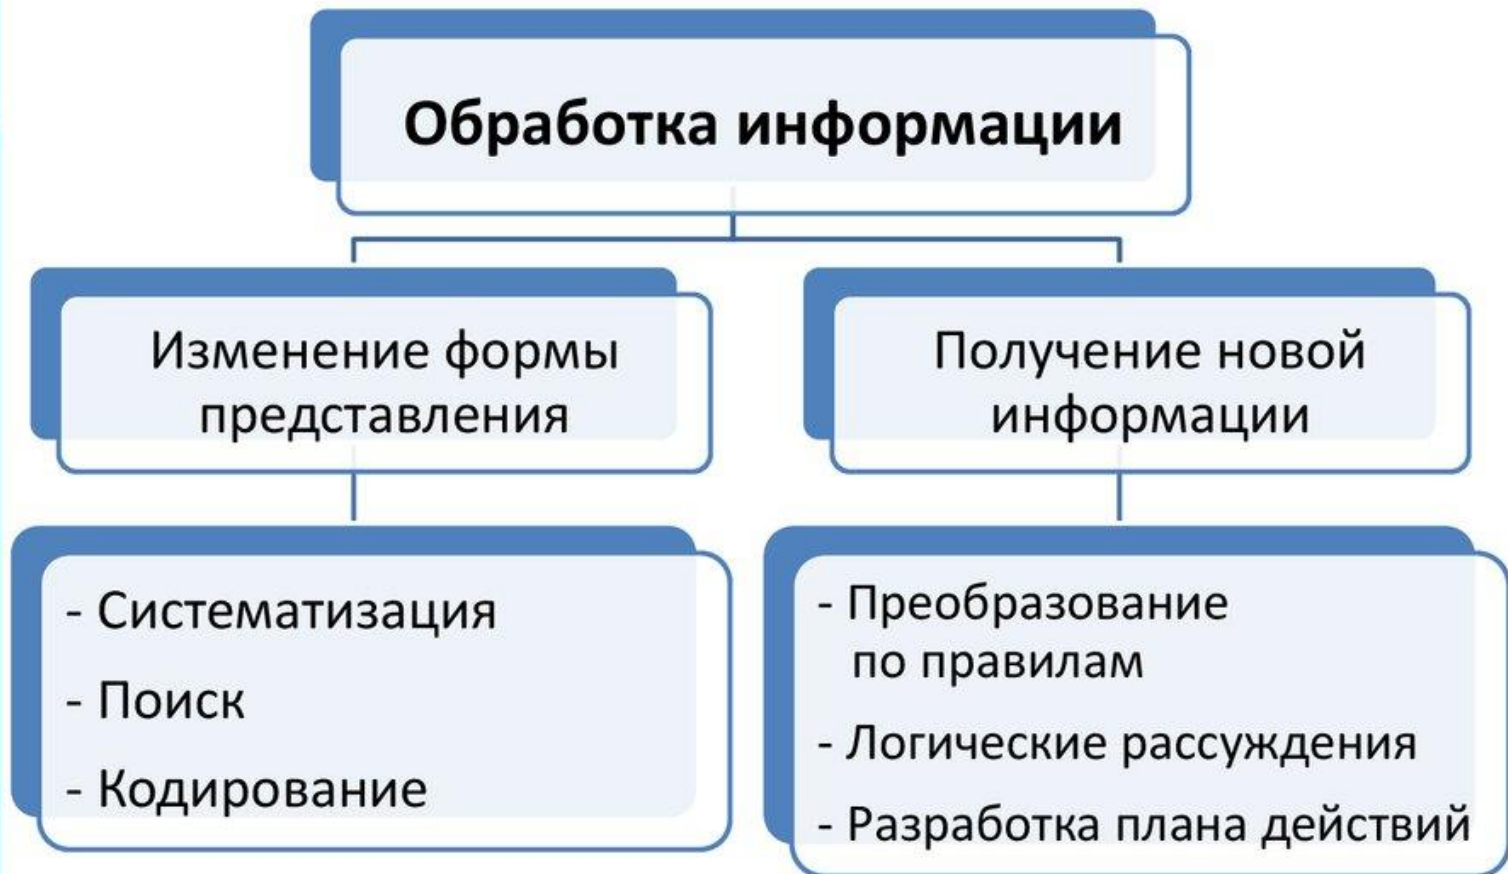 Обработка информации
Изменение формы
представления
Получение новой
информации
- Систематизация
- Поиск
- Кодирование
- Преобразование
по правилам
- Логические рассуждения
- Разработка плана действий